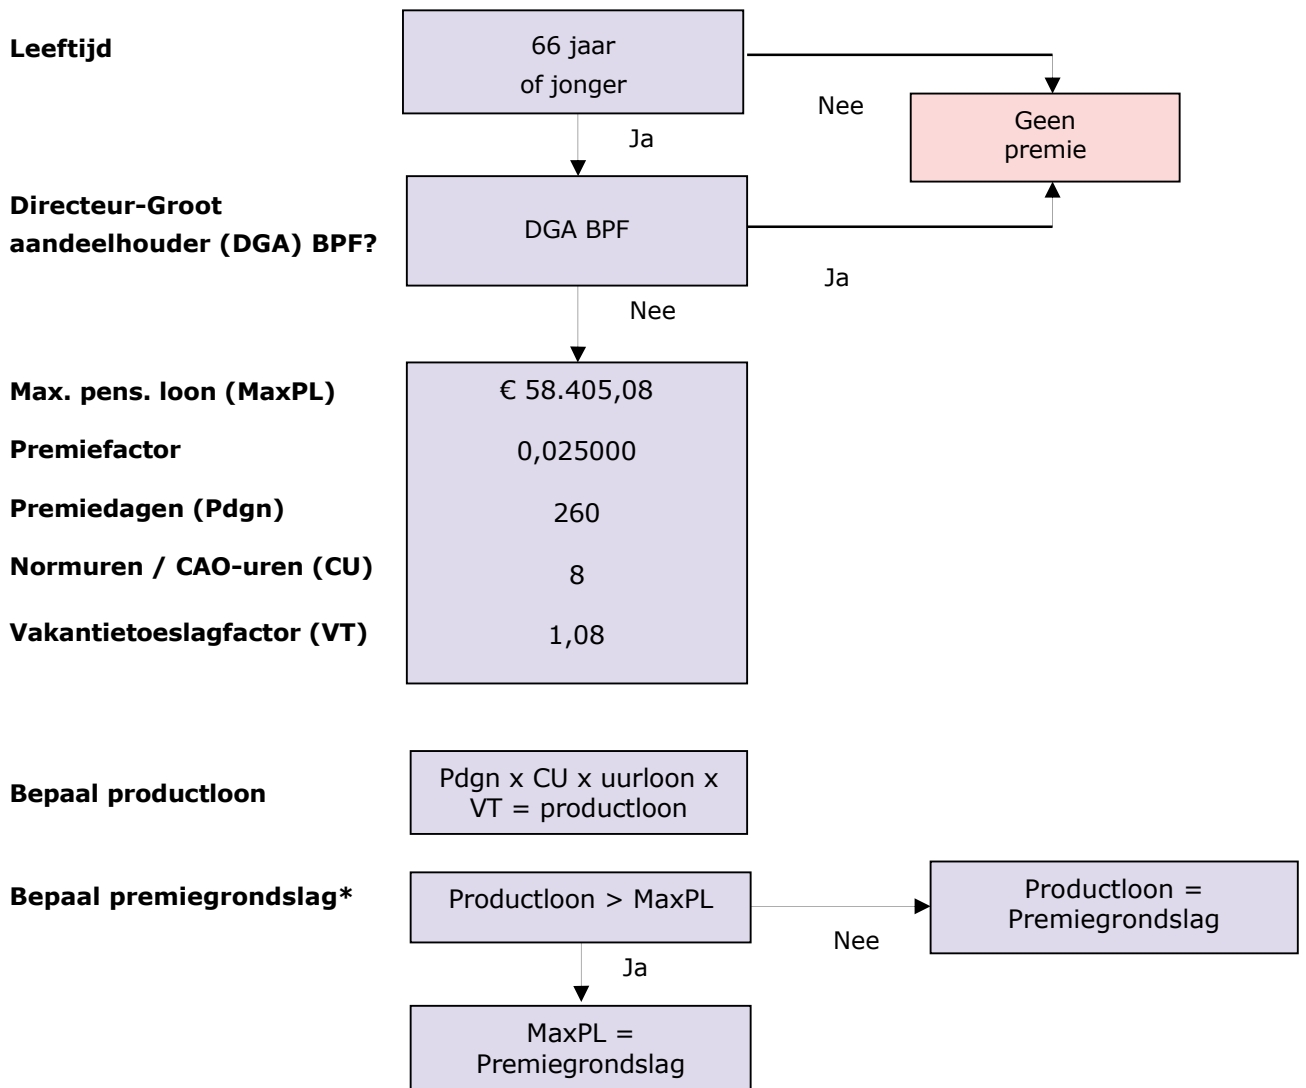 Leeftijd
66 jaar
of jonger
Nee
Geen
premie
Ja
Directeur-Groot
aandeelhouder (DGA) BPF?
DGA BPF
Ja
Nee
Max. pens. loon (MaxPL)
€ 58.405,08
Premiefactor
0,025000
Premiedagen (Pdgn)
260
Normuren / CAO-uren (CU)
8
Vakantietoeslagfactor (VT)
1,08
Bepaal productloon
Pdgn x CU x uurloon x
VT = productloon
Bepaal premiegrondslag*
Productloon > MaxPL
Nee
Productloon =
Premiegrondslag
Ja
MaxPL =
Premiegrondslag